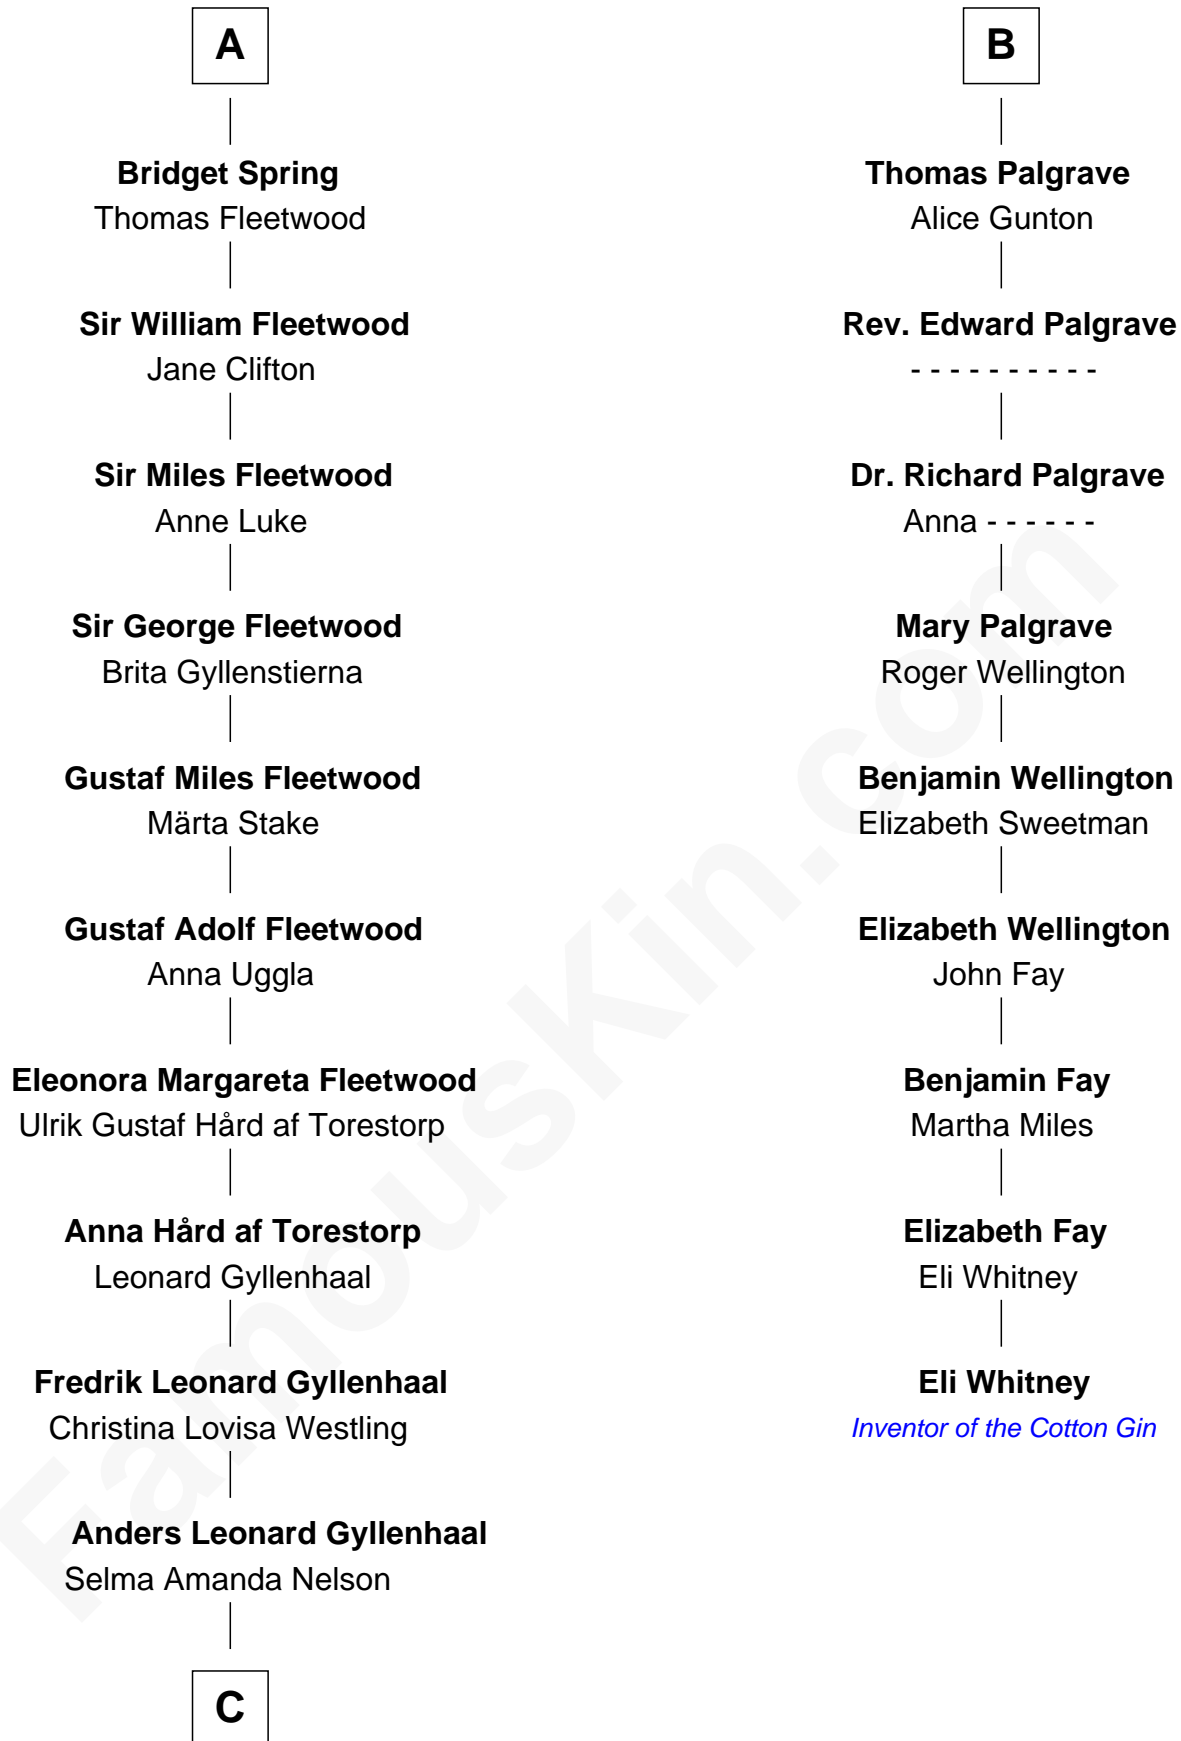 A
Bridget Spring
Thomas Fleetwood
Sir William Fleetwood
Jane Clifton
Sir Miles Fleetwood
Anne Luke
Sir George Fleetwood
Brita Gyllenstierna
Gustaf Miles Fleetwood
Märta Stake
Gustaf Adolf Fleetwood
Anna Uggla
Eleonora Margareta Fleetwood
Ulrik Gustaf Hård af Torestorp
Anna Hård af Torestorp
Leonard Gyllenhaal
Fredrik Leonard Gyllenhaal
Christina Lovisa Westling
Anders Leonard Gyllenhaal
Selma Amanda Nelson
C
B
Thomas Palgrave
Alice Gunton
Rev. Edward Palgrave
- - - - - - - - - -
Dr. Richard Palgrave
Anna - - - - - -
Mary Palgrave
Roger Wellington
Benjamin Wellington
Elizabeth Sweetman
Elizabeth Wellington
John Fay
Benjamin Fay
Martha Miles
Elizabeth Fay
Eli Whitney
Eli Whitney
Inventor of the Cotton Gin
FamousKin.com